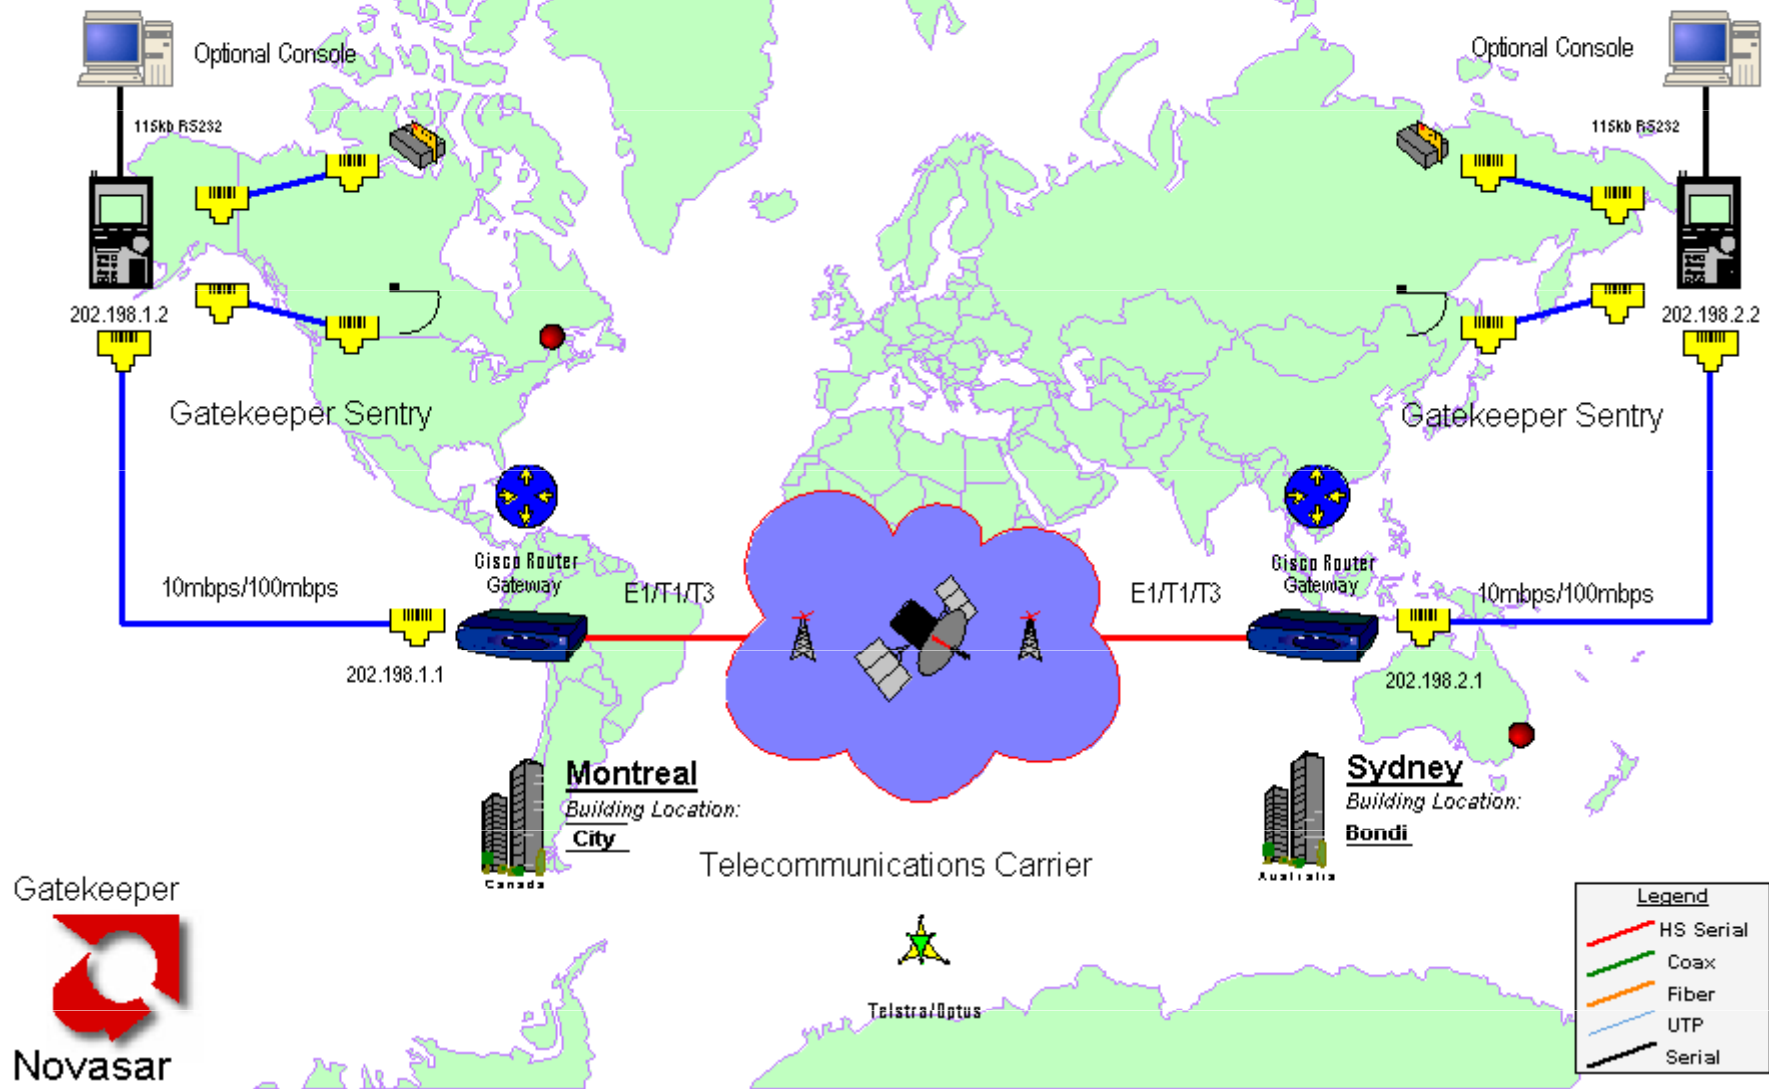 Optional Console
Optional Console
115kb RS232
115kb RS232
202.198.1.2
202.198.2.2
Gatekeeper Sentry
Gatekeeper Sentry
Cisco Router
Gateway
Cisco Router
Gateway
10mbps/100mbps
E1/T1/T3
E1/T1/T3
10mbps/100mbps
202.198.1.1
202.198.2.1
Montreal
Building Location:
City
Canada
Sydney
Building Location:
Bondi
Australia
Telecommunications Carrier
Telstra/Optus
Gatekeeper
Novasar
Legend
HS Serial
Coax
Fiber
UTP
Serial